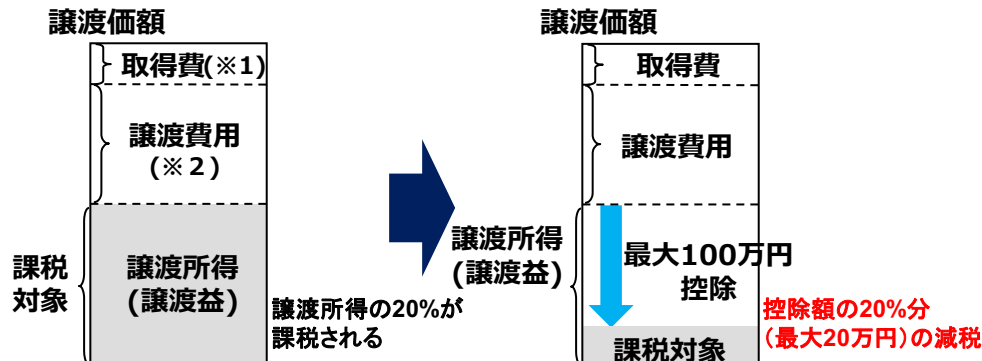 譲渡価額
取得費(※1)
譲渡費用
(※２)
課税
対象
譲渡所得
(譲渡益)
譲渡所得の20%が
課税される
譲渡価額
取得費
譲渡費用
譲渡所得
(譲渡益)
最大100万円
控除
控除額の20%分
（最大20万円）の減税
課税対象